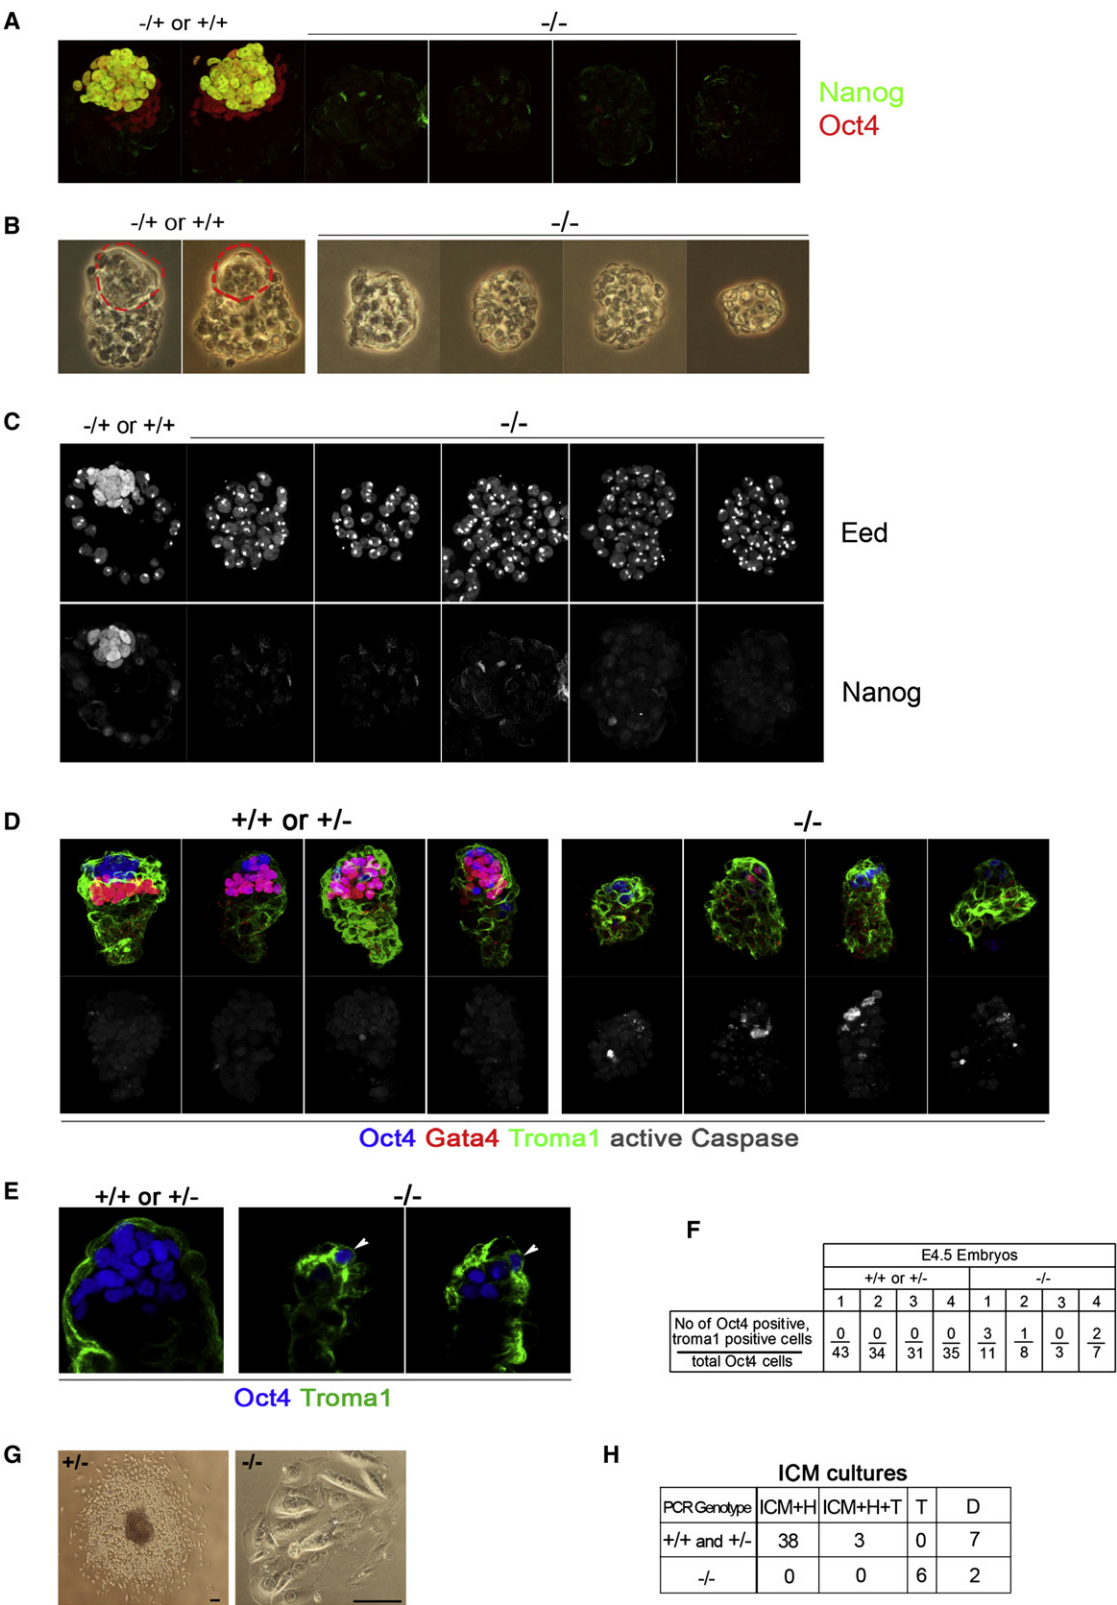 A
-/+ or +/+
-/-
Nanog
Oct4
B
-/+ or +/+
-/-
C
-/+ or +/+
-/-
Eed
Nanog
D
+/+ or +/-
-/-
Oct4 Gata4 Troma1 active Caspase
E
+/+ or +/-
-/-
Oct4 Troma1
F
E4.5 Embryos
+/+ or +/- -/-
1 2 3 4 1 2 3 4
No of Oct4 positive,
troma1 positive cells
total Oct4 cells
0 0 0 0 3 1 0 2
43 34 31 35 11 8 3 7
G
+/-
-/-
H
ICM cultures
PCR Genotype ICM+H ICM+H+T T D
+/+ and +/- 38 3 0 7
-/- 0 0 6 2